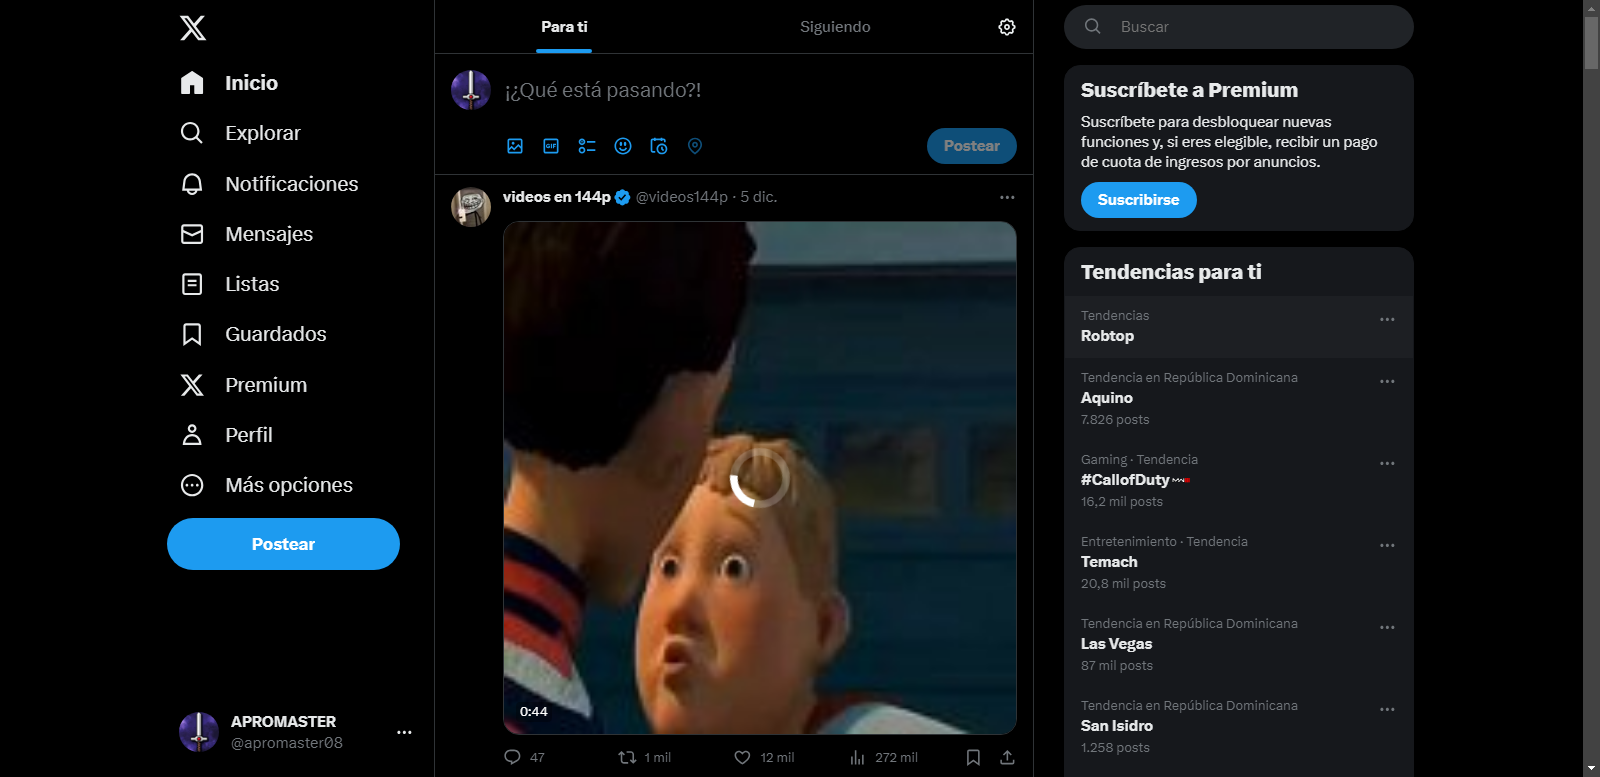 Inicio
Explorar
Notificaciones
Mensajes
Listas
Guardados
Premium
Perfil
Más opciones
Postear
APROMASTER
@apromaster08
Para ti
Siguiendo
¡¿Qué está pasando?!
GIF
Postear
videos en 144p @videos144p · 5 dic.
0:44
47
1 mil
12 mil
272 mil
Buscar
Suscríbete a Premium
Suscríbete para desbloquear nuevas
funciones y, si eres elegible, recibir un pago
de cuota de ingresos por anuncios.
Suscribirse
Tendencias para ti
Tendencias
Robtop
Tendencia en República Dominicana
Aquino
7.826 posts
Gaming · Tendencia
#CallofDuty
16,2 mil posts
Entretenimiento · Tendencia
Temach
20,8 mil posts
Tendencia en República Dominicana
Las Vegas
87 mil posts
Tendencia en República Dominicana
San Isidro
1.258 posts